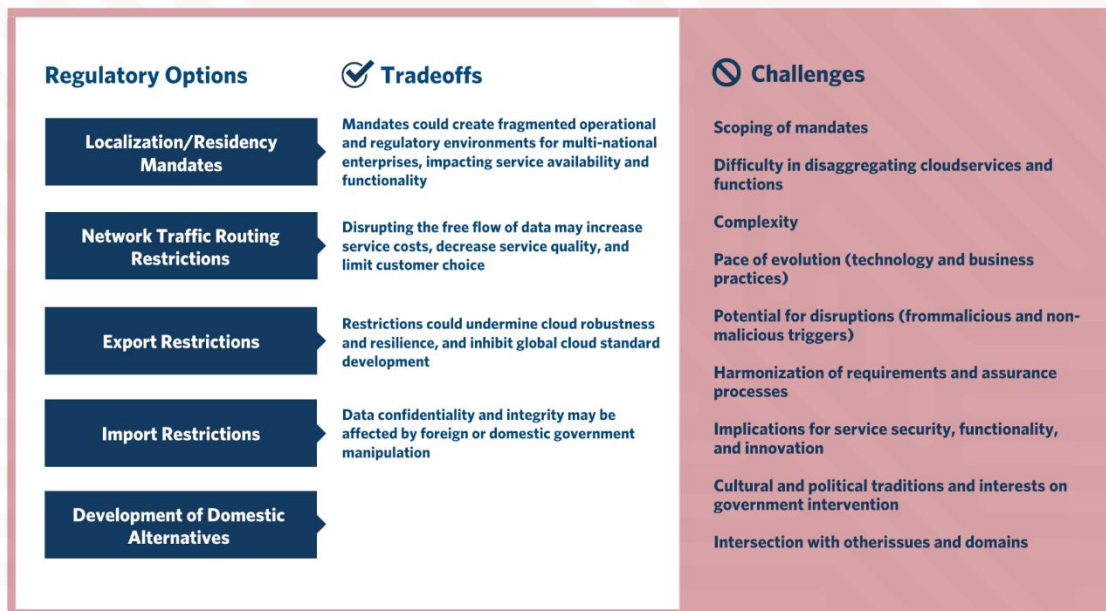 Regulatory Options
Tradeoffs
Localization/Residency
Mandates
Mandates could create fragmented operational
and regulatory environments for multi-national
enterprises, impacting service availability and
functionality
Network Traffic Routing
Restrictions
Disrupting the free flow of data may increase
service costs, decrease service quality, and
limit customer choice
Export Restrictions
Restrictions could undermine cloud robustness
and resilience, and inhibit global cloud standard
development
Import Restrictions
Data confidentiality and integrity may be
affected by foreign or domestic government
manipulation
Development of Domestic
Alternatives
Challenges
Scoping of mandates
Difficulty in disaggregating cloudservices and
functions
Complexity
Pace of evolution (technology and business
practices)
Potential for disruptions (frommalicious and non-
malicious triggers)
Harmonization of requirements and assurance
processes
Implications for service security, functionality,
and innovation
Cultural and political traditions and interests on
government intervention
Intersection with otherissues and domains